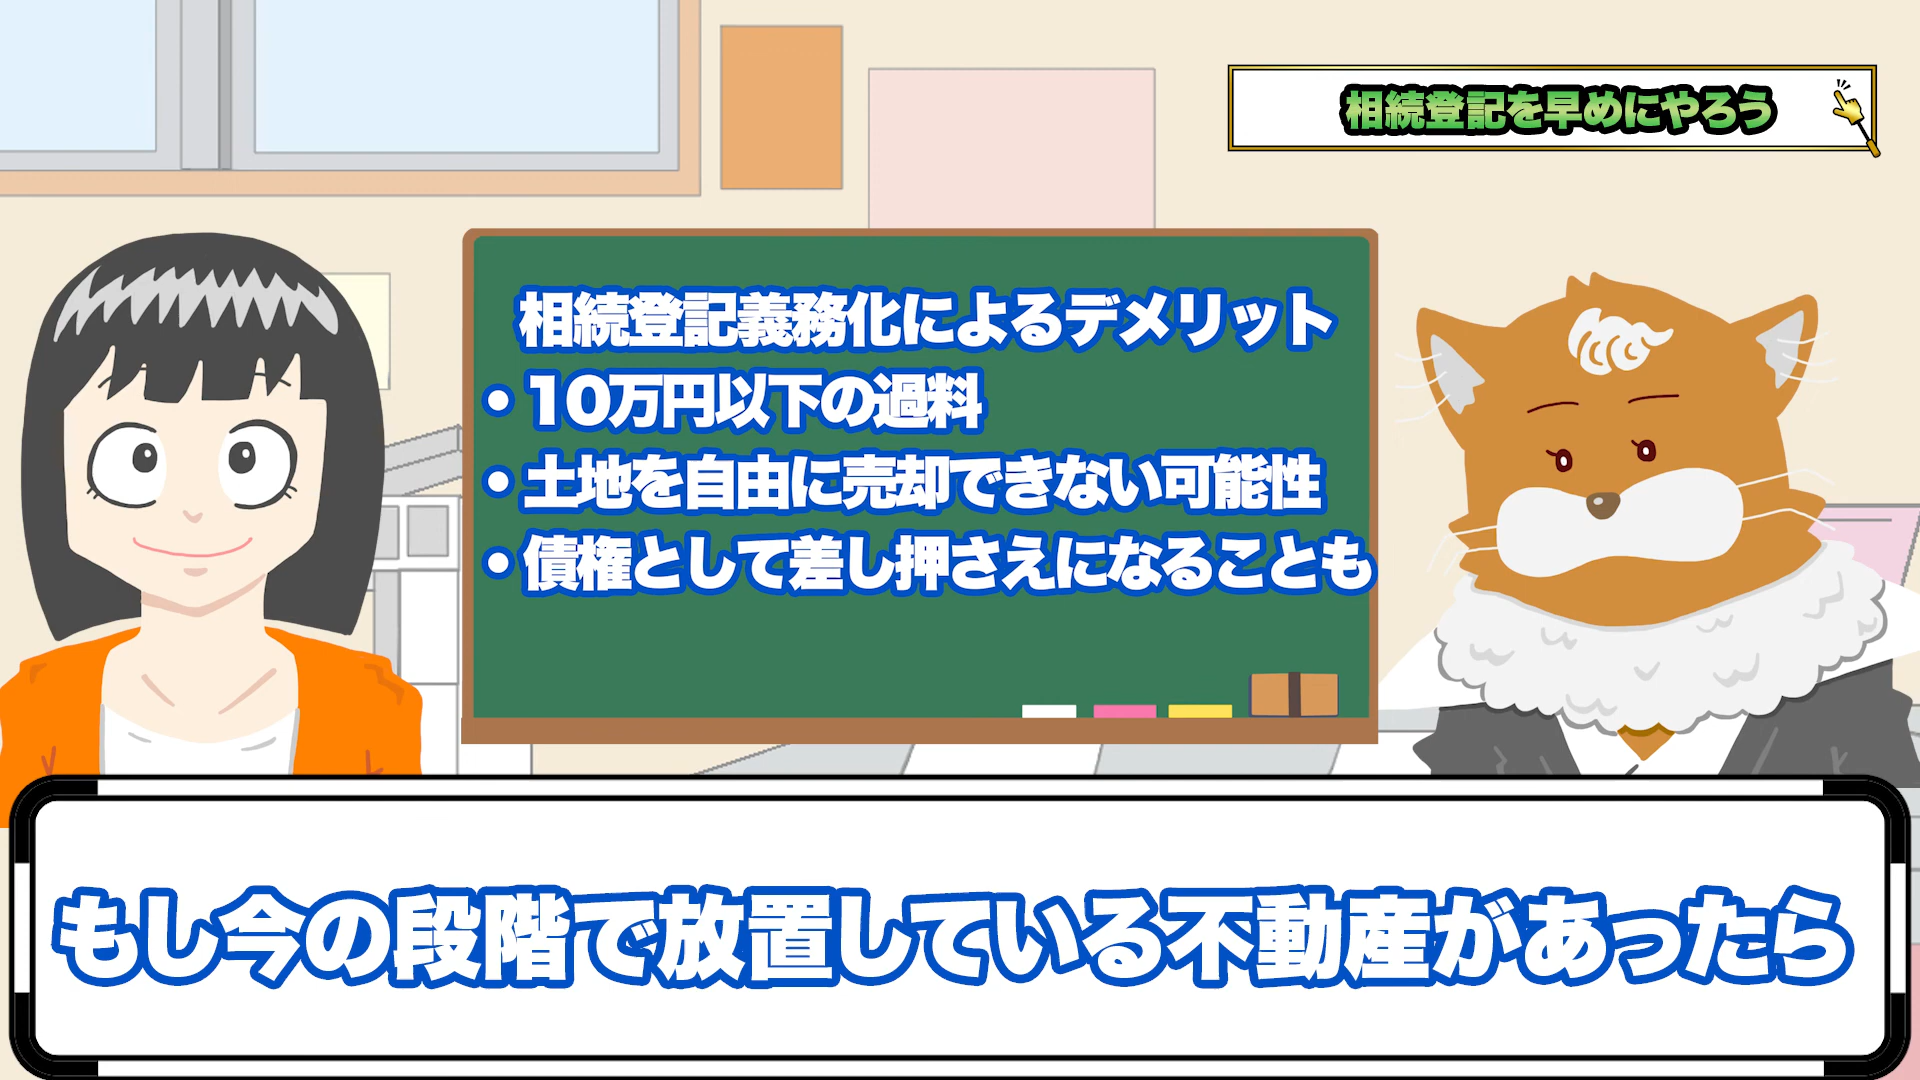 相続登記を早めにやろう
相続登記義務化によるデメリット
・10万円以下の過料
・土地を自由に売却できない可能性
・債権として差し押さえになることも
もし今の段階で放置している不動産があったら